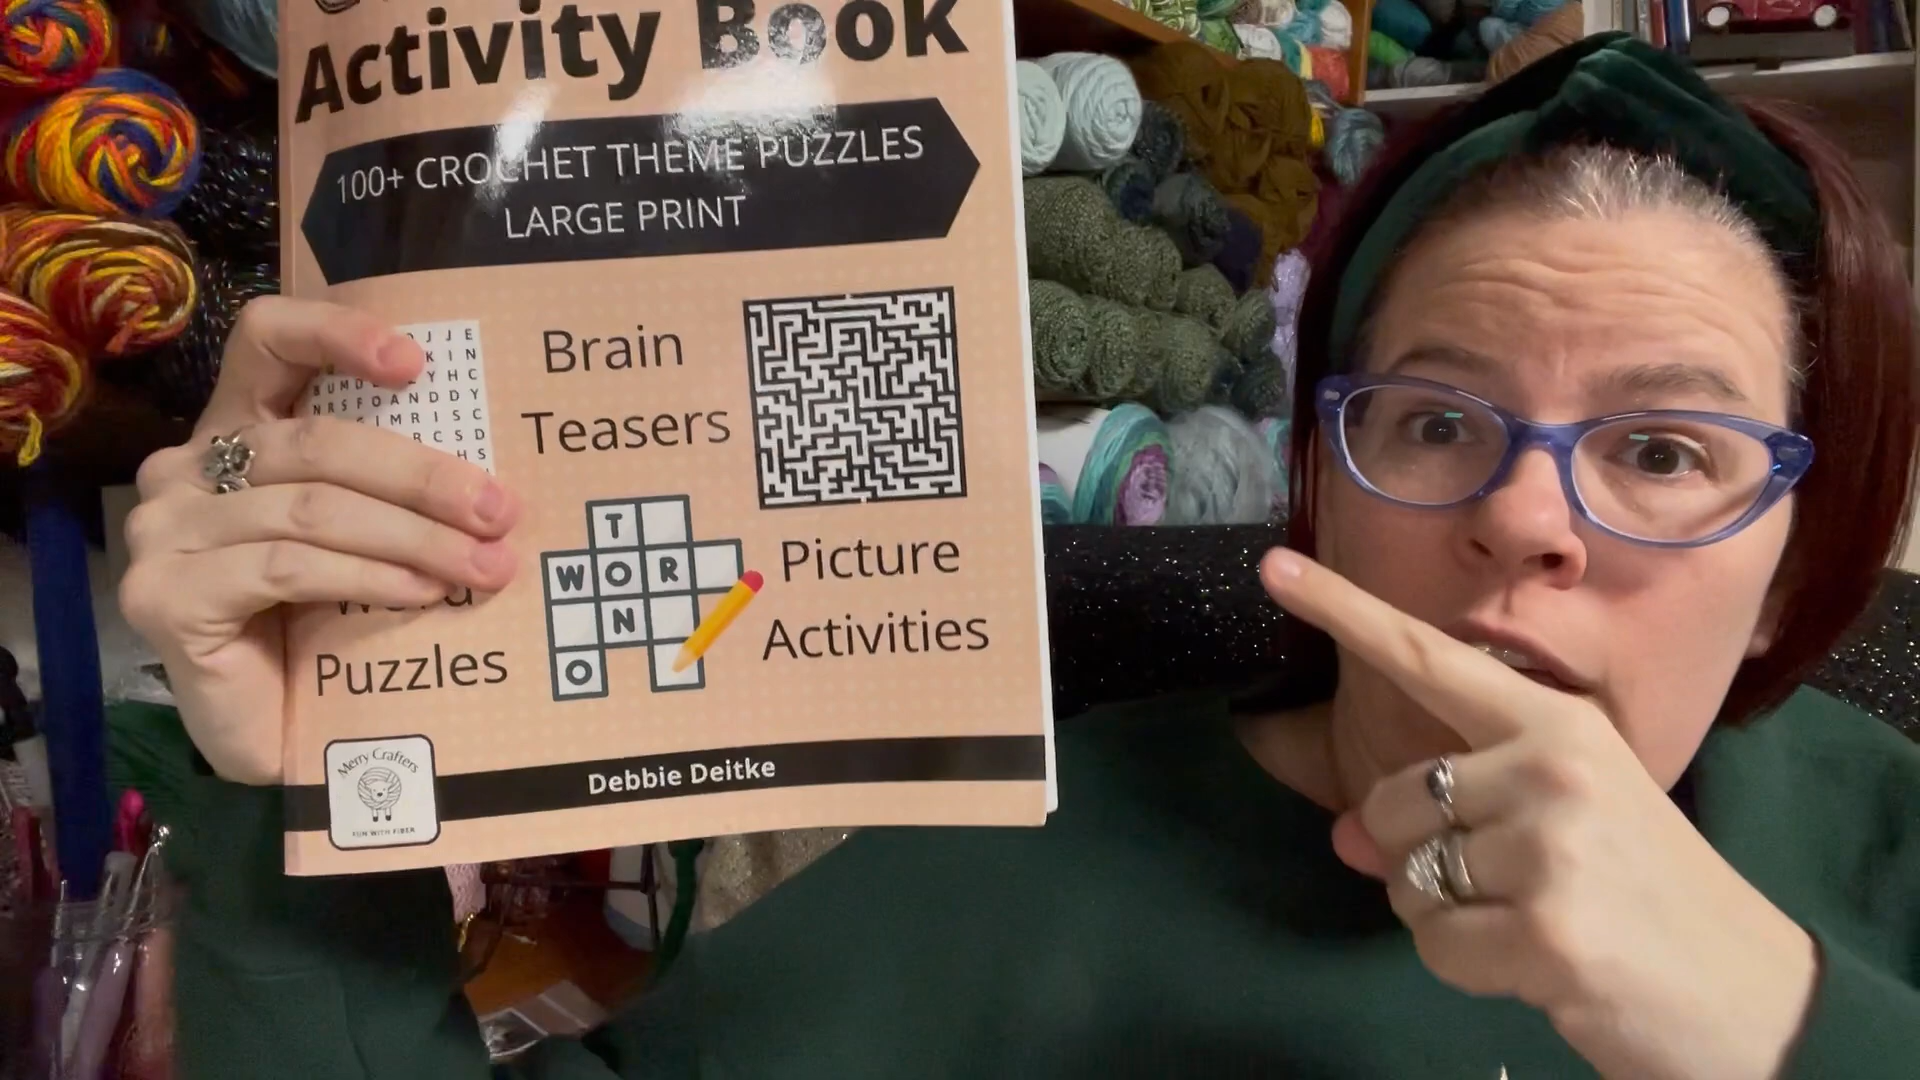 Activity Book
100+ CROCHET THEME PUZZLES
LARGE PRINT
J J E
K I N
Y H C
N R S F O A N D D Y
I M R I S C
R C S D
H S
Brain
Teasers
T
W O R
N
O
Picture
Activities
Word
Puzzles
Merry Crafters
FUN WITH FIBER
Debbie Deitke